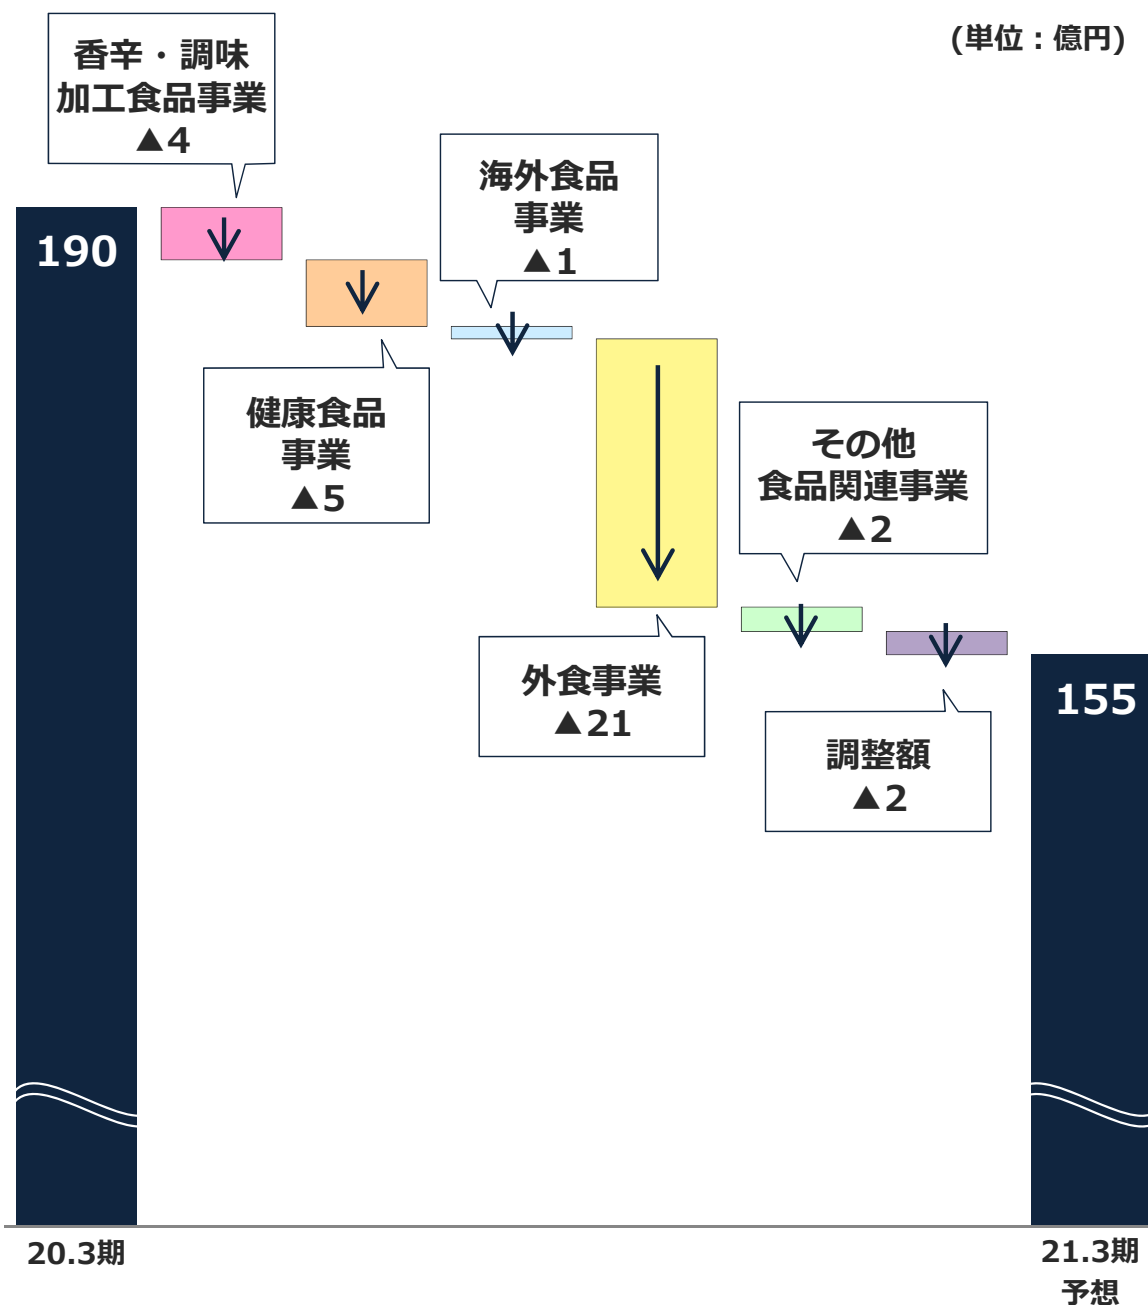 (単位：億円)
香辛・調味
加工食品事業
▲4
190
海外食品
事業
▲1
健康食品
事業
▲5
その他
食品関連事業
▲2
外食事業
▲21
調整額
▲2
155
20.3期
21.3期
予想